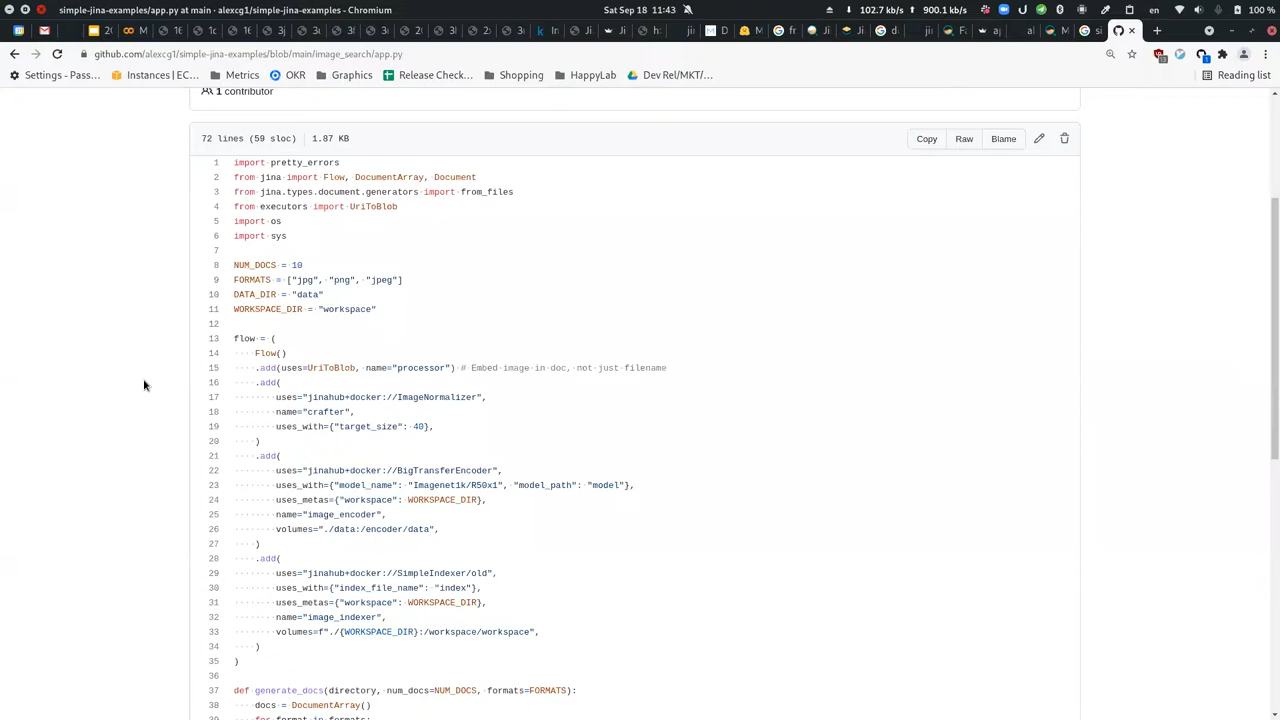 simple-jina-examples/app.py at main · alexcg1/simple-jina-examples - Chromium
Sat Sep 18 11:43
102.7 kb/s
900.1 kb/s
en
100 %
github.com/alexcg1/simple-jina-examples/blob/main/image_search/app.py
Settings - Pass…
Instances | EC…
Metrics
OKR
Graphics
Release Check…
Shopping
HappyLab
Dev Rel/MKT/…
Reading list
1 contributor
72 lines (59 sloc) 1.87 KB
Copy
Raw
Blame
1 import pretty_errors
2 from jina import Flow, DocumentArray, Document
3 from jina.types.document.generators import from_files
4 from executors import UriToBlob
5 import os
6 import sys
7
8 NUM_DOCS = 10
9 FORMATS = ["jpg", "png", "jpeg"]
10 DATA_DIR = "data"
11 WORKSPACE_DIR = "workspace"
12
13 flow = (
14 Flow()
15 .add(uses=UriToBlob, name="processor") # Embed image in doc, not just filename
16 .add(
17 uses="jinahub+docker://ImageNormalizer",
18 name="crafter",
19 uses_with={"target_size": 40},
20 )
21 .add(
22 uses="jinahub+docker://BigTransferEncoder",
23 uses_with={"model_name": "Imagenet1k/R50x1", "model_path": "model"},
24 uses_metas={"workspace": WORKSPACE_DIR},
25 name="image_encoder",
26 volumes="./data:/encoder/data",
27 )
28 .add(
29 uses="jinahub+docker://SimpleIndexer/old",
30 uses_with={"index_file_name": "index"},
31 uses_metas={"workspace": WORKSPACE_DIR},
32 name="image_indexer",
33 volumes=f"./{WORKSPACE_DIR}:/workspace/workspace",
34 )
35 )
36
37 def generate_docs(directory, num_docs=NUM_DOCS, formats=FORMATS):
38 docs = DocumentArray()
39 for format in formats: